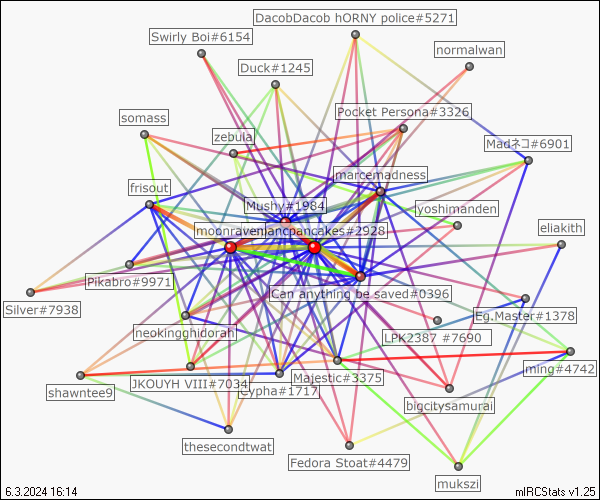 DacobDacob hORNY police#5271
Swirly Boi#6154
normalwan
Duck#1245
Pocket Persona#3326
somass
zebula
Madネコ#6901
marcemadness
frisout
Mushy#1984
yoshimanden
moonravenjancpancakes#2928
eliakith
Pikabro#9971
Can anything be saved#0396
Silver#7938
Eg.Master#1378
neokingghidorah
LPK2387 #7690
ming#4742
Majestic#3375
JKOUYH VIII#7034
Cypha#1717
shawntee9
bigcitysamurai
thesecondtwat
Fedora Stoat#4479
mukszi
6.3.2024 16:14
mIRCStats v1.25